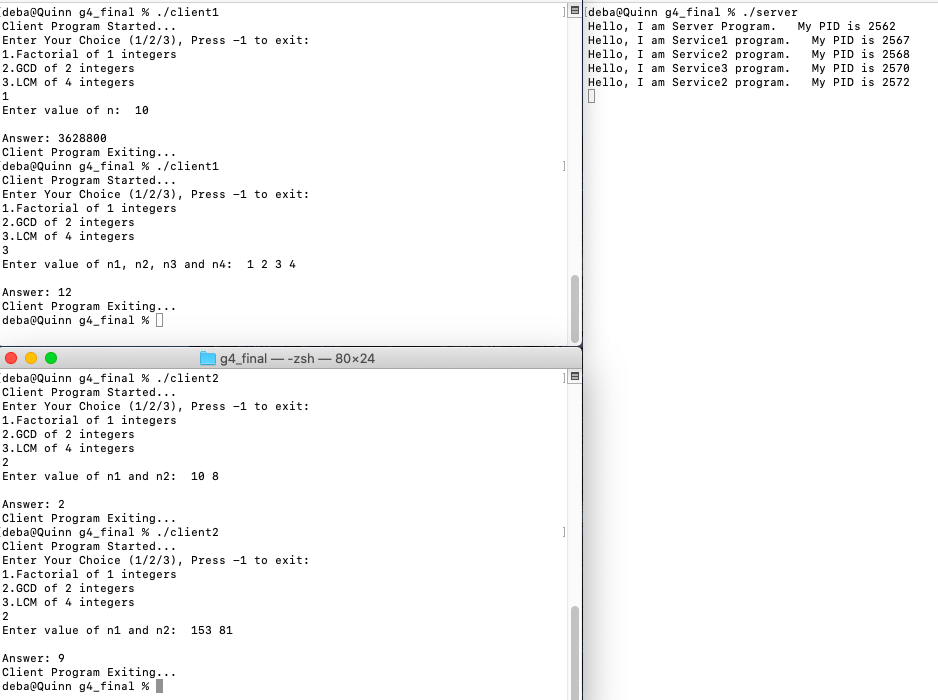 deba@Quinn g4_final % ./client1
Client Program Started...
Enter Your Choice (1/2/3), Press -1 to exit:
1.Factorial of 1 integers
2.GCD of 2 integers
3.LCM of 4 integers
1
Enter value of n:  10
Answer: 3628800
Client Program Exiting...
deba@Quinn g4_final % ./client1
Client Program Started...
Enter Your Choice (1/2/3), Press -1 to exit:
1.Factorial of 1 integers
2.GCD of 2 integers
3.LCM of 4 integers
3
Enter value of n1, n2, n3 and n4:  1 2 3 4
Answer: 12
Client Program Exiting...
deba@Quinn g4_final %
g4_final — -zsh — 80×24
deba@Quinn g4_final % ./client2
Client Program Started...
Enter Your Choice (1/2/3), Press -1 to exit:
1.Factorial of 1 integers
2.GCD of 2 integers
3.LCM of 4 integers
2
Enter value of n1 and n2:  10 8
Answer: 2
Client Program Exiting...
deba@Quinn g4_final % ./client2
Client Program Started...
Enter Your Choice (1/2/3), Press -1 to exit:
1.Factorial of 1 integers
2.GCD of 2 integers
3.LCM of 4 integers
2
Enter value of n1 and n2:  153 81
Answer: 9
Client Program Exiting...
deba@Quinn g4_final %
deba@Quinn g4_final % ./server
Hello, I am Server Program.   My PID is 2562
Hello, I am Service1 program.   My PID is 2567
Hello, I am Service2 program.   My PID is 2568
Hello, I am Service3 program.   My PID is 2570
Hello, I am Service2 program.   My PID is 2572